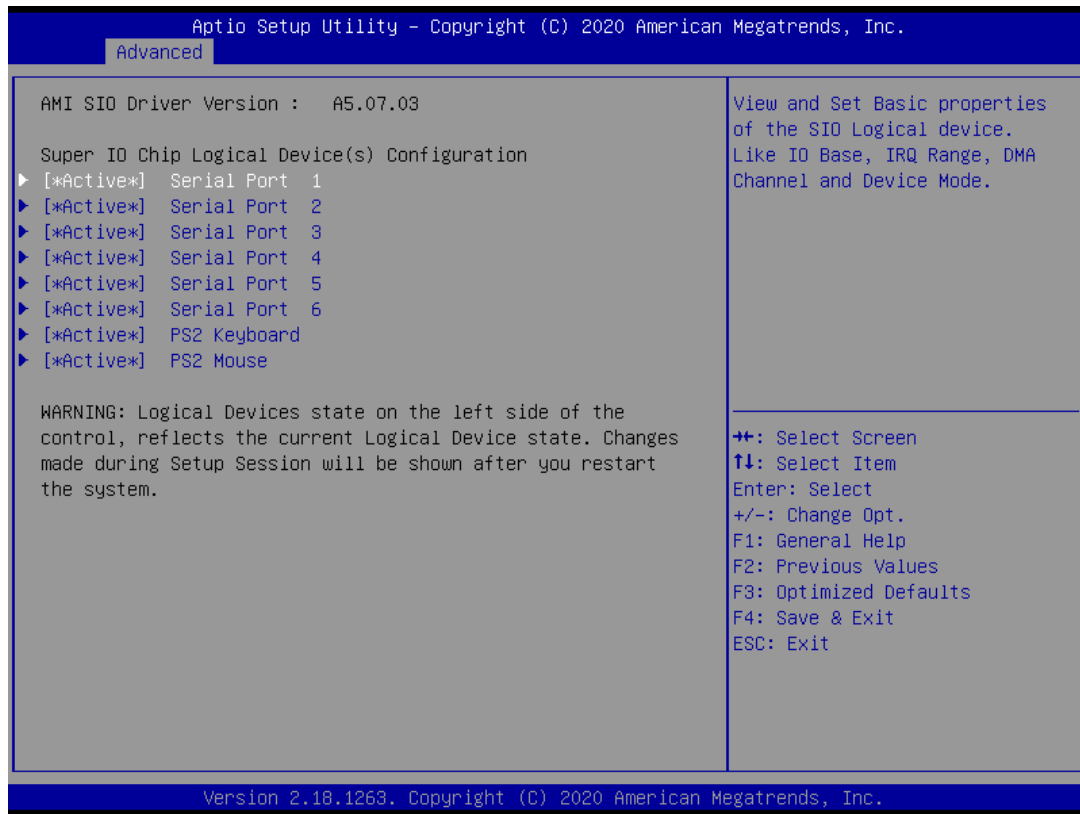 Aptio Setup Utility – Copyright (C) 2020 American Megatrends, Inc.
Advanced
AMI SIO Driver Version : A5.07.03
Super IO Chip Logical Device(s) Configuration
[*Active*] Serial Port 1
[*Active*] Serial Port 2
[*Active*] Serial Port 3
[*Active*] Serial Port 4
[*Active*] Serial Port 5
[*Active*] Serial Port 6
[*Active*] PS2 Keyboard
[*Active*] PS2 Mouse
WARNING: Logical Devices state on the left side of the
control, reflects the current Logical Device state. Changes
made during Setup Session will be shown after you restart
the system.
View and Set Basic properties
of the SIO Logical device.
Like IO Base, IRQ Range, DMA
Channel and Device Mode.
→←: Select Screen
↑↓: Select Item
Enter: Select
+/-: Change Opt.
F1: General Help
F2: Previous Values
F3: Optimized Defaults
F4: Save & Exit
ESC: Exit
Version 2.18.1263. Copyright (C) 2020 American Megatrends, Inc.